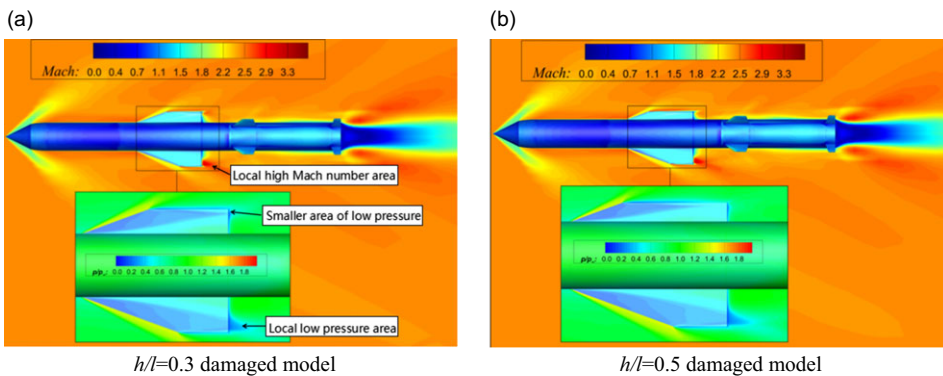 (a)
Mach: 0.0 0.4 0.7 1.1 1.5 1.8 2.2 2.5 2.9 3.3
Local high Mach number area
Smaller area of low pressure
p/p∞: 0.0 0.2 0.4 0.6 0.8 1.0 1.2 1.4 1.6 1.8
Local low pressure area
h/l=0.3 damaged model
(b)
Mach: 0.0 0.4 0.7 1.1 1.5 1.8 2.2 2.5 2.9 3.3
p/p∞: 0.0 0.2 0.4 0.6 0.8 1.0 1.2 1.4 1.6 1.8
h/l=0.5 damaged model